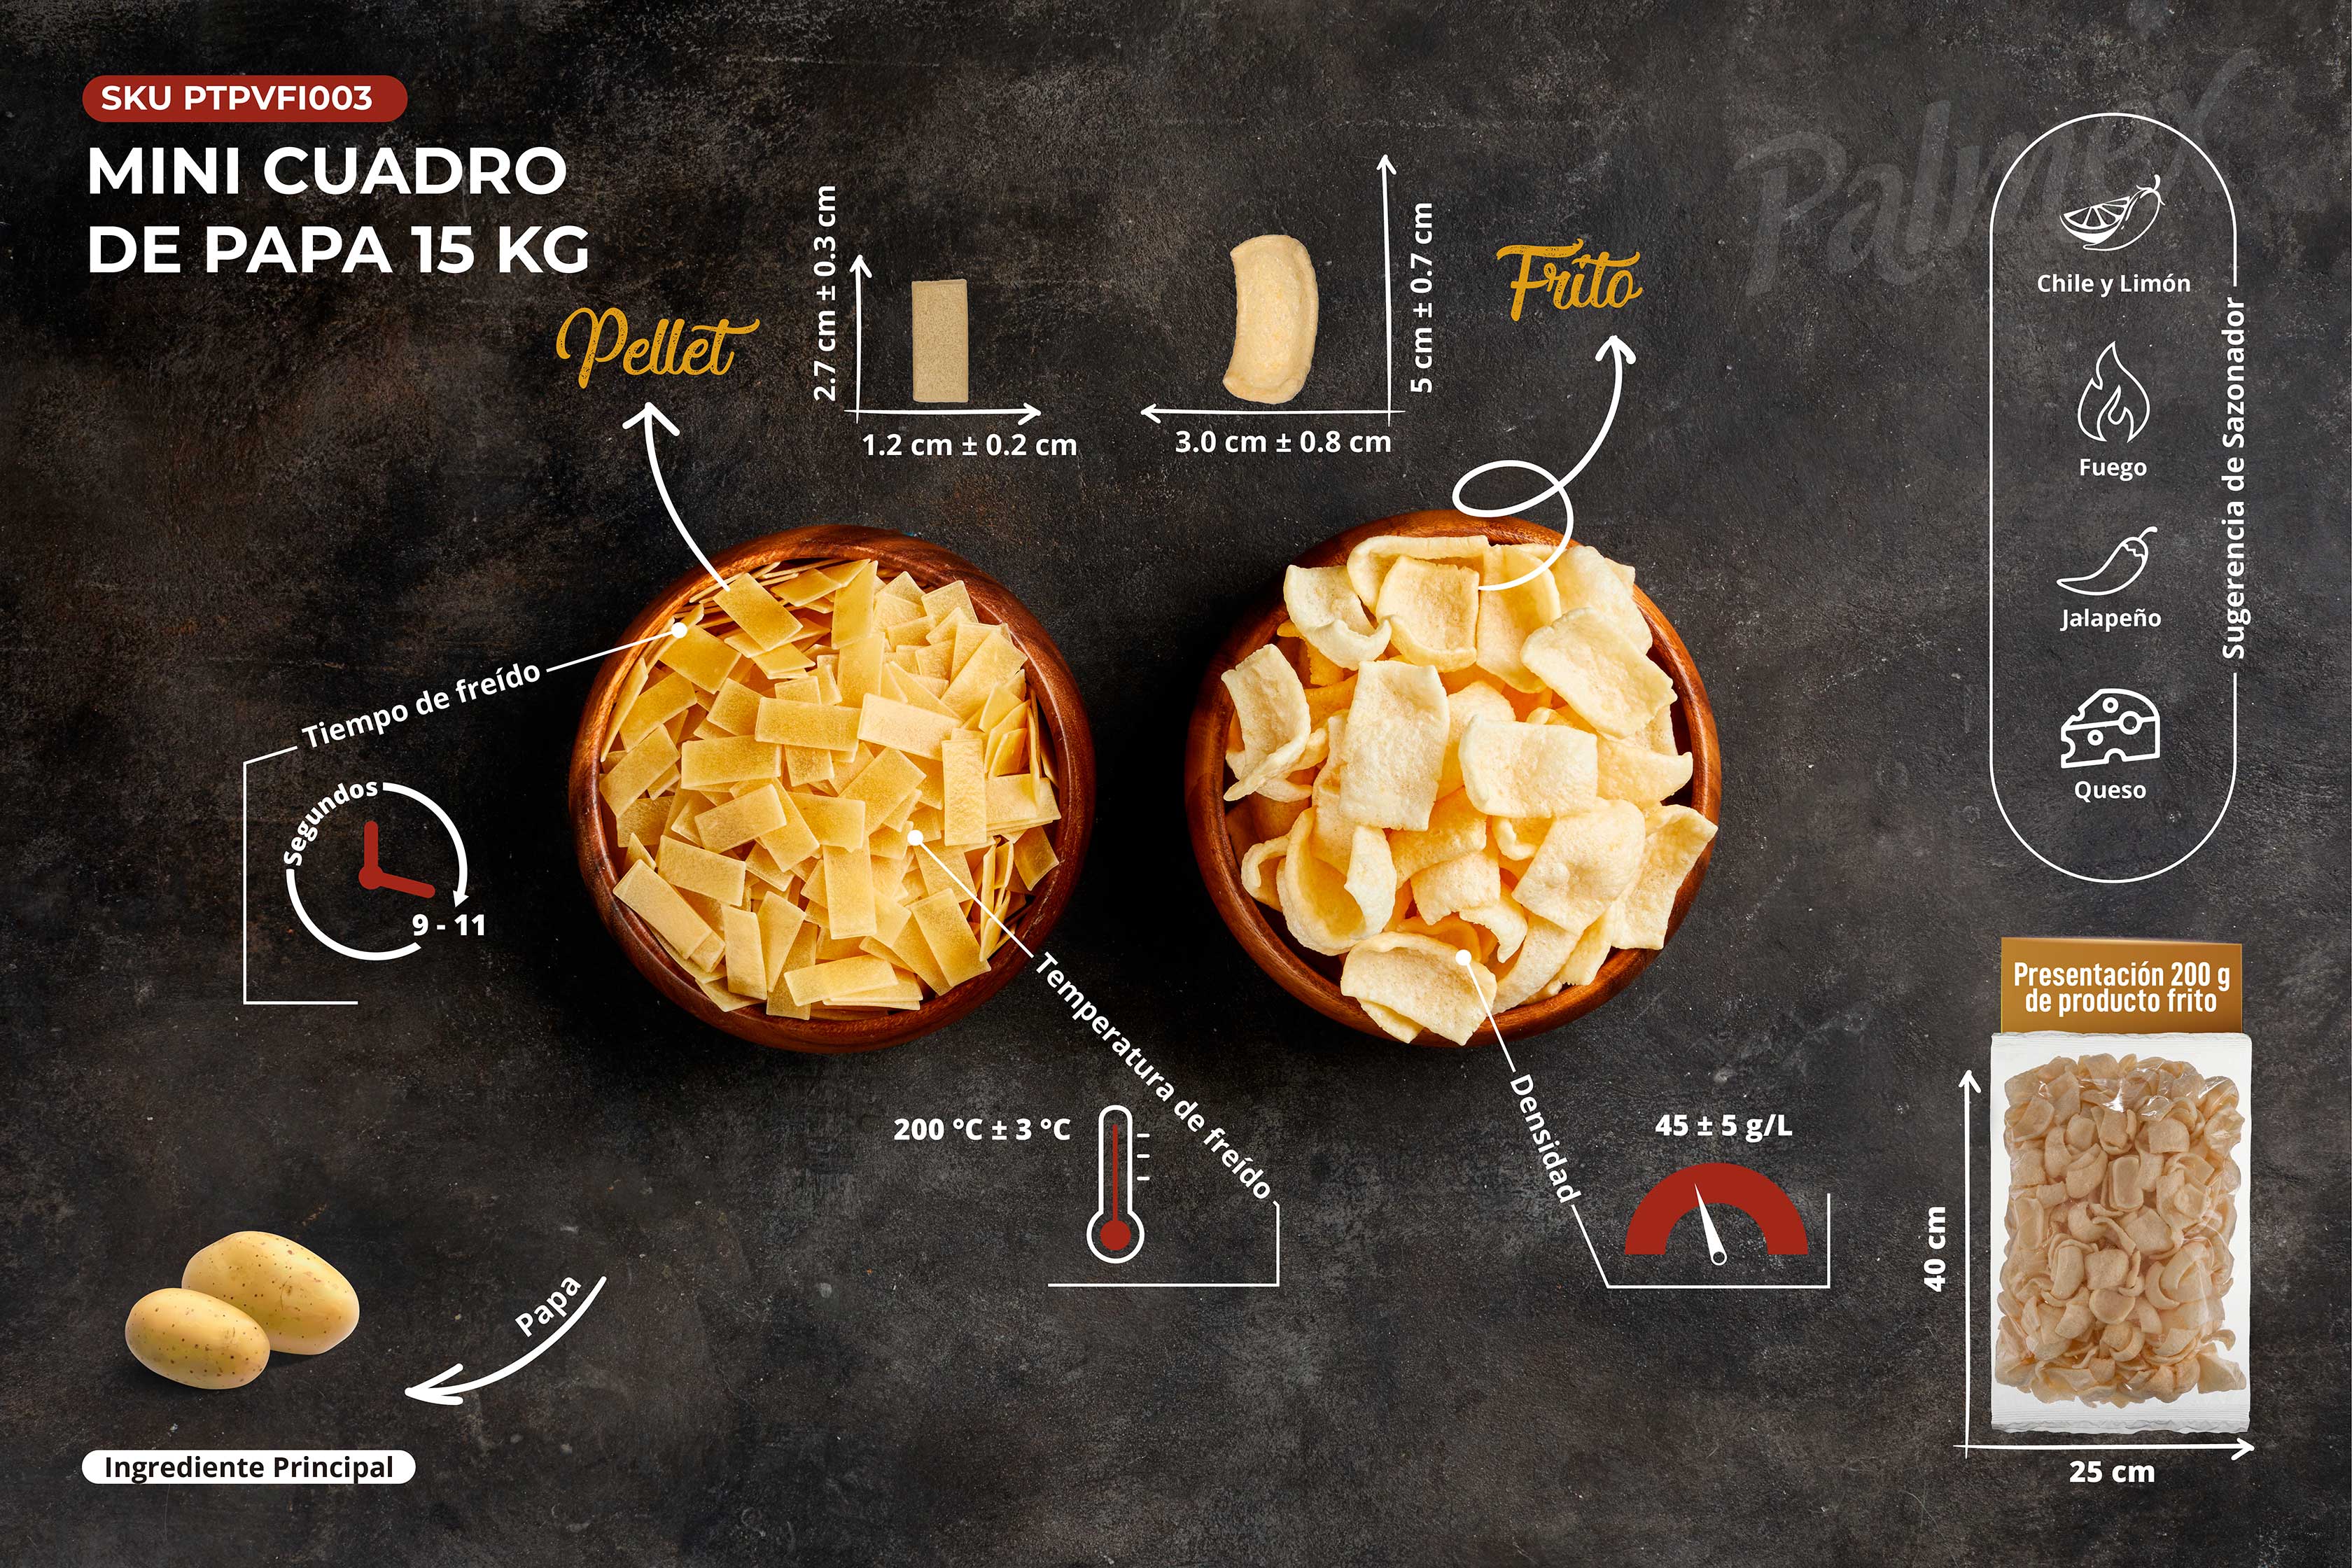 SKU PTPVFI003
MINI CUADRO
DE PAPA 15 KG
Pellet
2.7 cm ± 0.3 cm
1.2 cm ± 0.2 cm
3.0 cm ± 0.8 cm
5 cm ± 0.7 cm
Frito
Palmex
Chile y Limón
Fuego
Jalapeño
Queso
Sugerencia de Sazonador
Tiempo de freído
Segundos
9 - 11
Temperatura de freído
200 °C ± 3 °C
Densidad
45 ± 5 g/L
Presentación 200 g
de producto frito
40 cm
25 cm
Papa
Ingrediente Principal